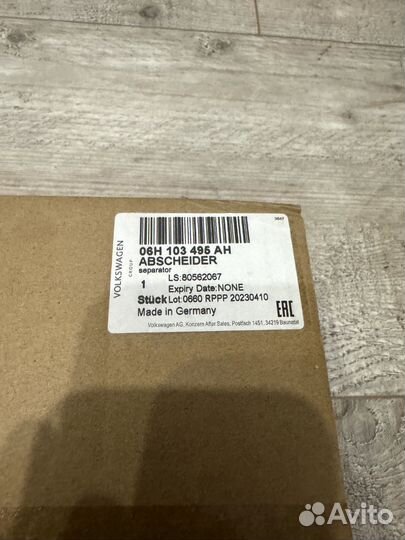 3647
VOLKSWAGEN
GROUP
06H 103 495 AH
ABSCHEIDER
separator
LS:80562067
1 Expiry Date:NONE
Stück Lot:0660 RPPP 20230410
Made in Germany
EAC
Volkswagen AG, Konzern After Sales, Postfach 1451, 34219 Baunatal
Avito